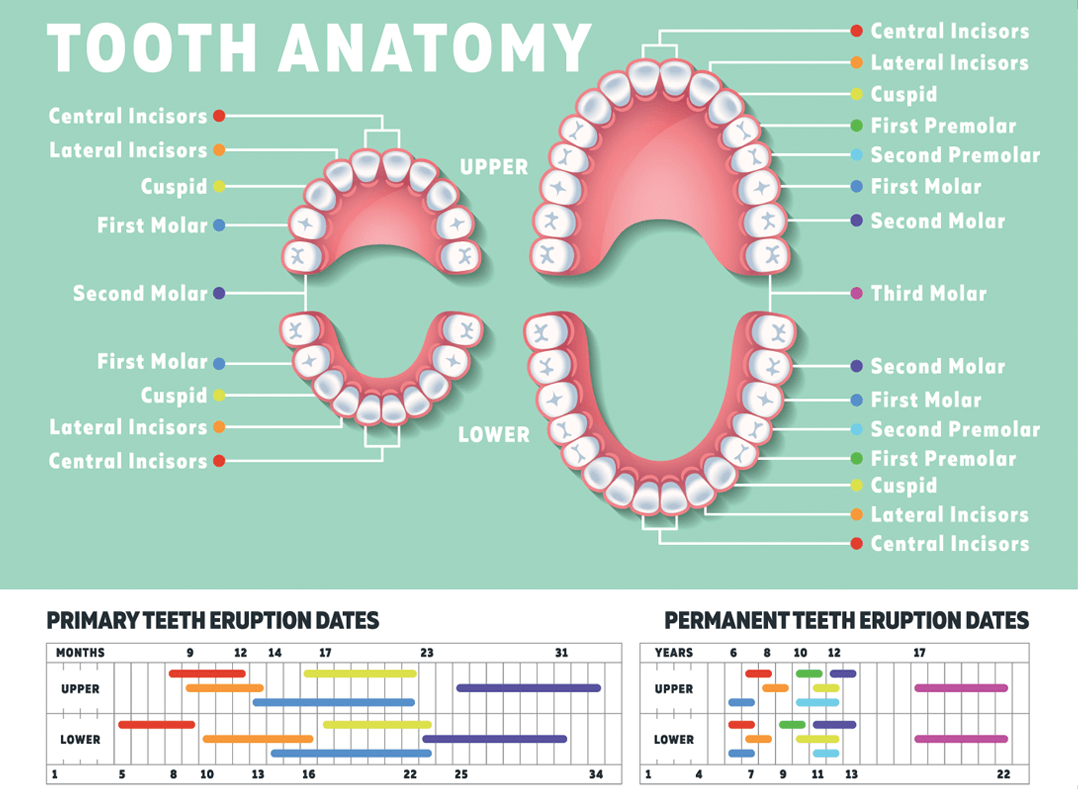 TOOTH ANATOMY
Central Incisors
Lateral Incisors
Cuspid
First Molar
Second Molar
First Molar
Cuspid
Lateral Incisors
Central Incisors
UPPER
LOWER
Central Incisors
Lateral Incisors
Cuspid
First Premolar
Second Premolar
First Molar
Second Molar
Third Molar
Second Molar
First Molar
Second Premolar
First Premolar
Cuspid
Lateral Incisors
Central Incisors
PRIMARY TEETH ERUPTION DATES
MONTHS 9 12 14 17 23 31
UPPER
LOWER
1 5 8 10 13 16 22 25 34
PERMANENT TEETH ERUPTION DATES
YEARS 6 8 10 12 17
UPPER
LOWER
1 4 7 9 11 13 22